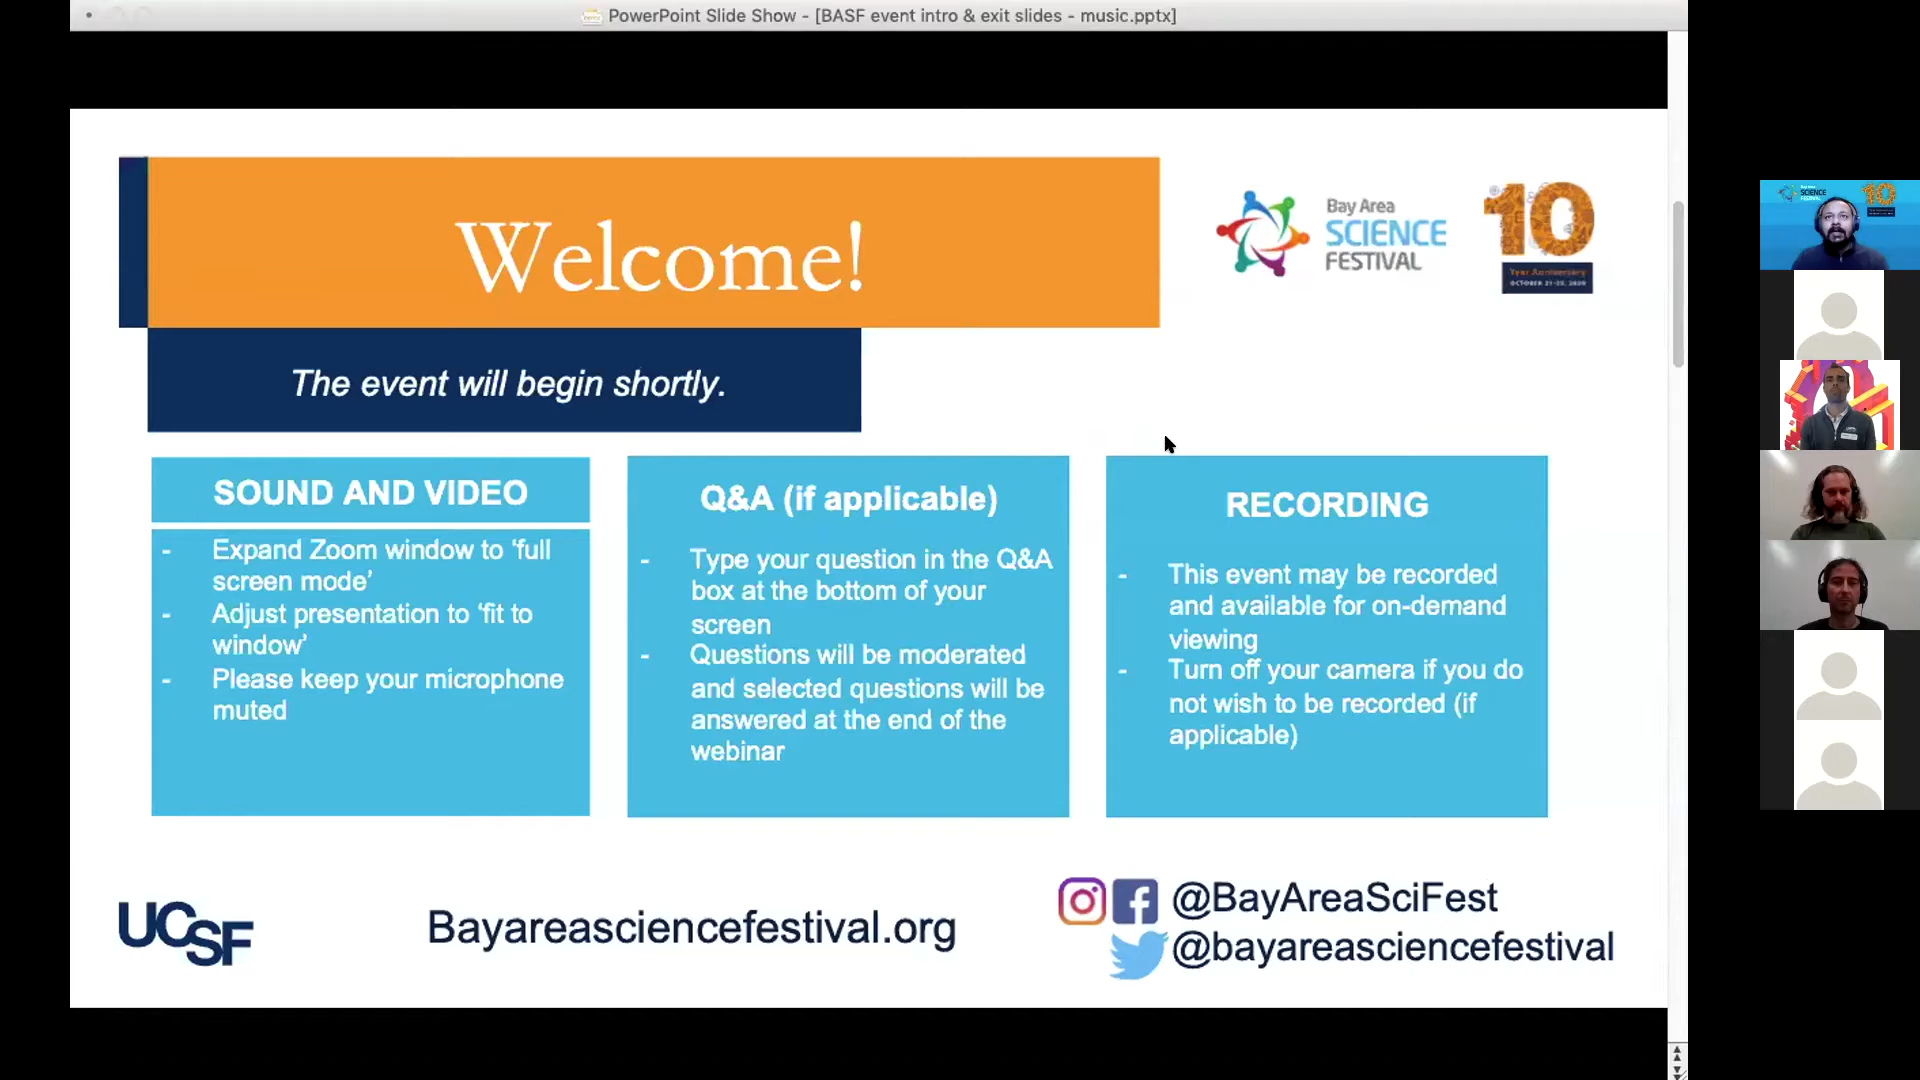 PowerPoint Slide Show - [BASF event intro & exit slides - music.pptx]
Welcome!
Bay Area
SCIENCE
FESTIVAL
10
Year Anniversary
The event will begin shortly.
SOUND AND VIDEO
- Expand Zoom window to ‘full
screen mode’
- Adjust presentation to ‘fit to
window’
- Please keep your microphone
muted
Q&A (if applicable)
- Type your question in the Q&A
box at the bottom of your
screen
- Questions will be moderated
and selected questions will be
answered at the end of the
webinar
RECORDING
- This event may be recorded
and available for on-demand
viewing
- Turn off your camera if you do
not wish to be recorded (if
applicable)
UCSF
Bayareasciencefestival.org
@BayAreaSciFest
@bayareasciencefestival
SCIENCE
FESTIVAL
10